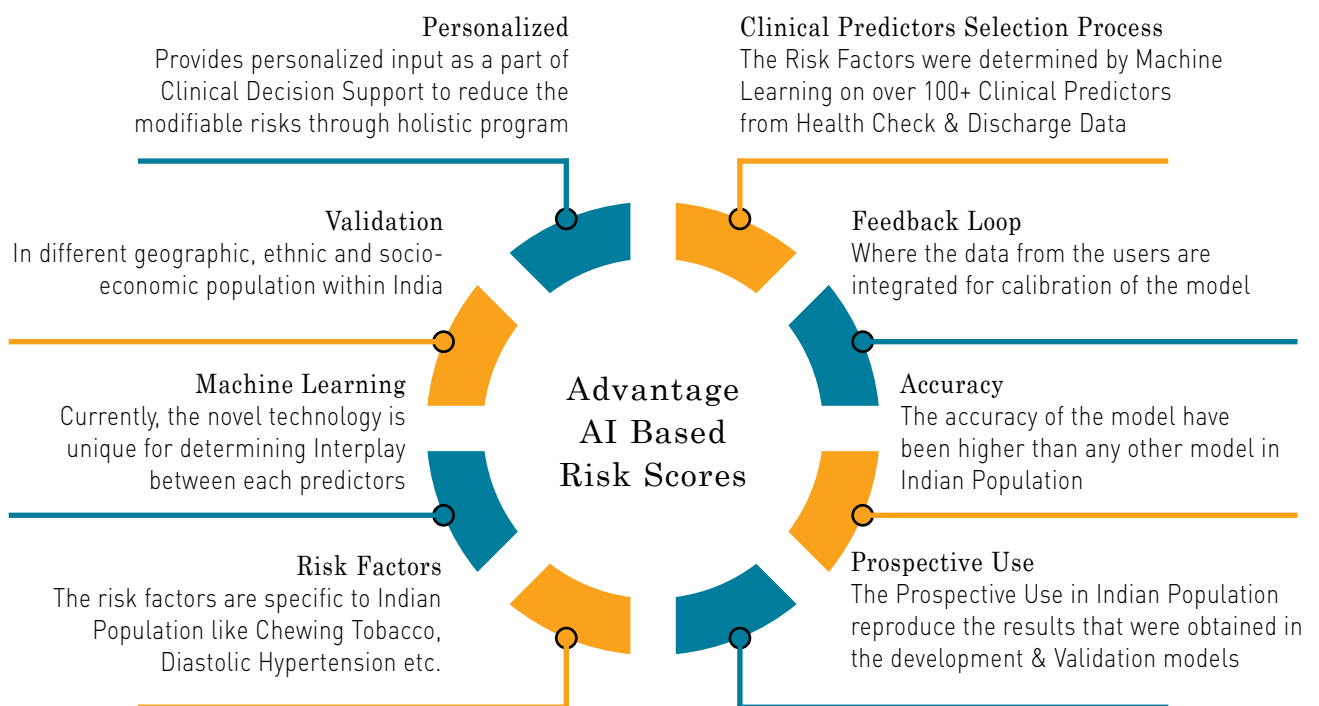 Personalized
Provides personalized input as a part of
Clinical Decision Support to reduce the
modifiable risks through holistic program
Clinical Predictors Selection Process
The Risk Factors were determined by Machine
Learning on over 100+ Clinical Predictors
from Health Check & Discharge Data
Validation
In different geographic, ethnic and socio-
economic population within India
Feedback Loop
Where the data from the users are
integrated for calibration of the model
Machine Learning
Currently, the novel technology is
unique for determining Interplay
between each predictors
Advantage
AI Based
Risk Scores
Accuracy
The accuracy of the model have
been higher than any other model in
Indian Population
Risk Factors
The risk factors are specific to Indian
Population like Chewing Tobacco,
Diastolic Hypertension etc.
Prospective Use
The Prospective Use in Indian Population
reproduce the results that were obtained in
the development & Validation models